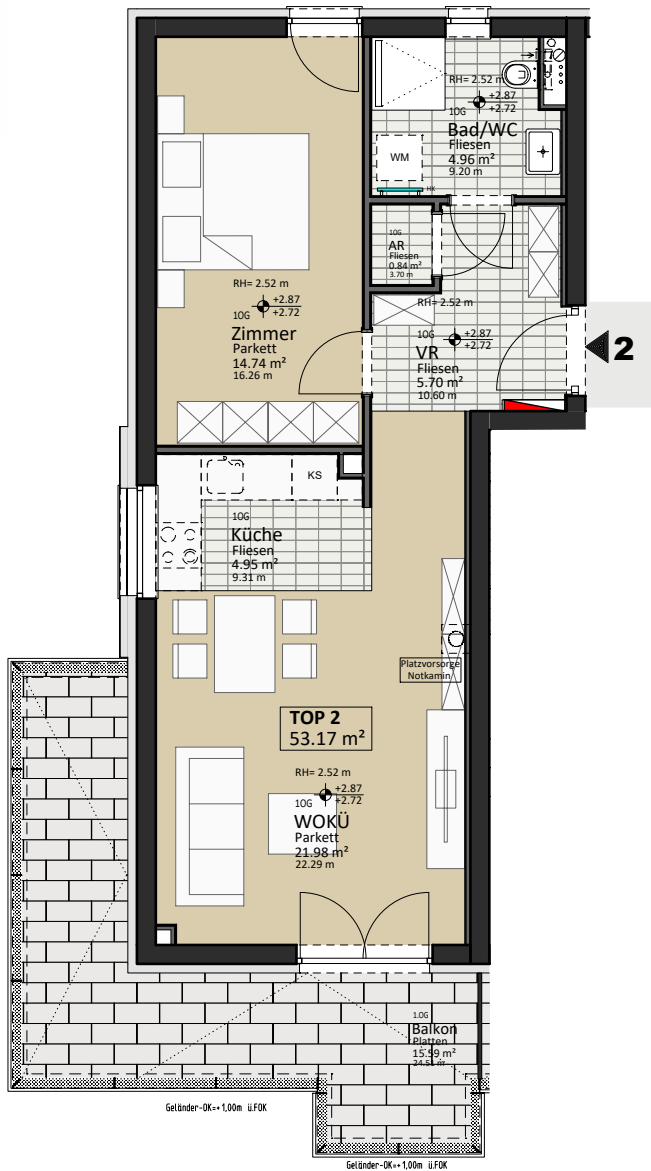 RH= 2.52 m
10G
+2.87
+2.72
Bad/WC
Fliesen
4.96 m²
9.20 m
WM
HK
10G
AR
Fliesen
0.84 m²
3.70 m
RH= 2.52 m
10G
+2.87
+2.72
Zimmer
Parkett
14.74 m²
16.26 m
RH= 2.52 m
10G
+2.87
+2.72
VR
Fliesen
5.70 m²
10.60 m
2
KS
10G
Küche
Fliesen
4.95 m²
9.31 m
Platzvorsorge
Notkamin
TOP 2
53.17 m²
RH= 2.52 m
10G
+2.87
+2.72
WOKÜ
Parkett
21.98 m²
22.29 m
1.OG
Balkon
Platten
15.59 m²
Geländer-OK=+1,00m ü.FOK
Geländer-OK=+1,00m ü.FOK